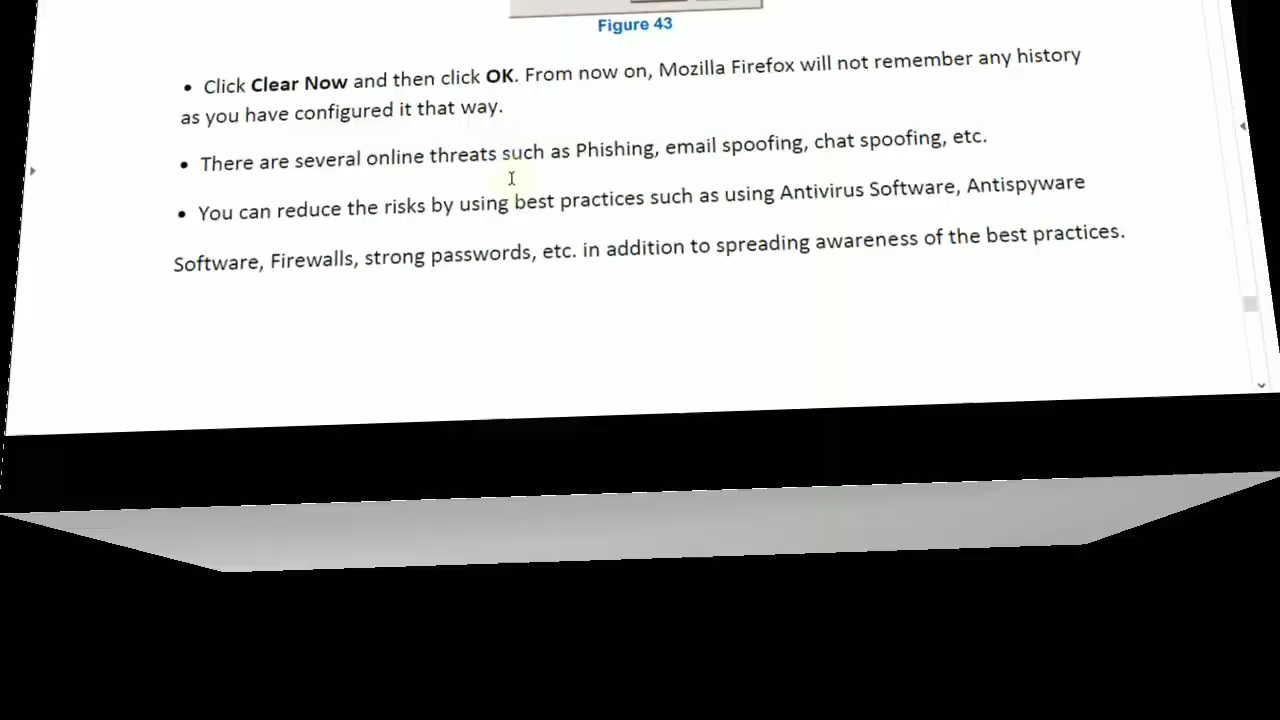 Figure 43
• Click Clear Now and then click OK. From now on, Mozilla Firefox will not remember any history
as you have configured it that way.
• There are several online threats such as Phishing, email spoofing, chat spoofing, etc.
• You can reduce the risks by using best practices such as using Antivirus Software, Antispyware
Software, Firewalls, strong passwords, etc. in addition to spreading awareness of the best practices.